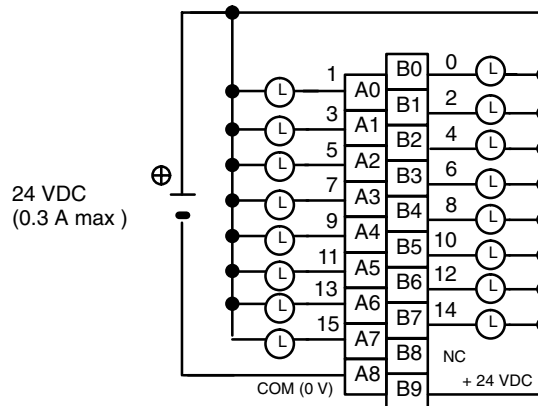 B0 0 L
1 L A0
B1 2 L
3 L A1
B2 4 L
5 L A2
B3 6 L
7 L A3
B4 8 L
9 L A4
B5 10 L
11 L A5
B6 12 L
13 L A6
B7 14 L
15 L A7
B8 NC
COM (0 V) A8
B9 + 24 VDC
24 VDC
(0.3 A max )